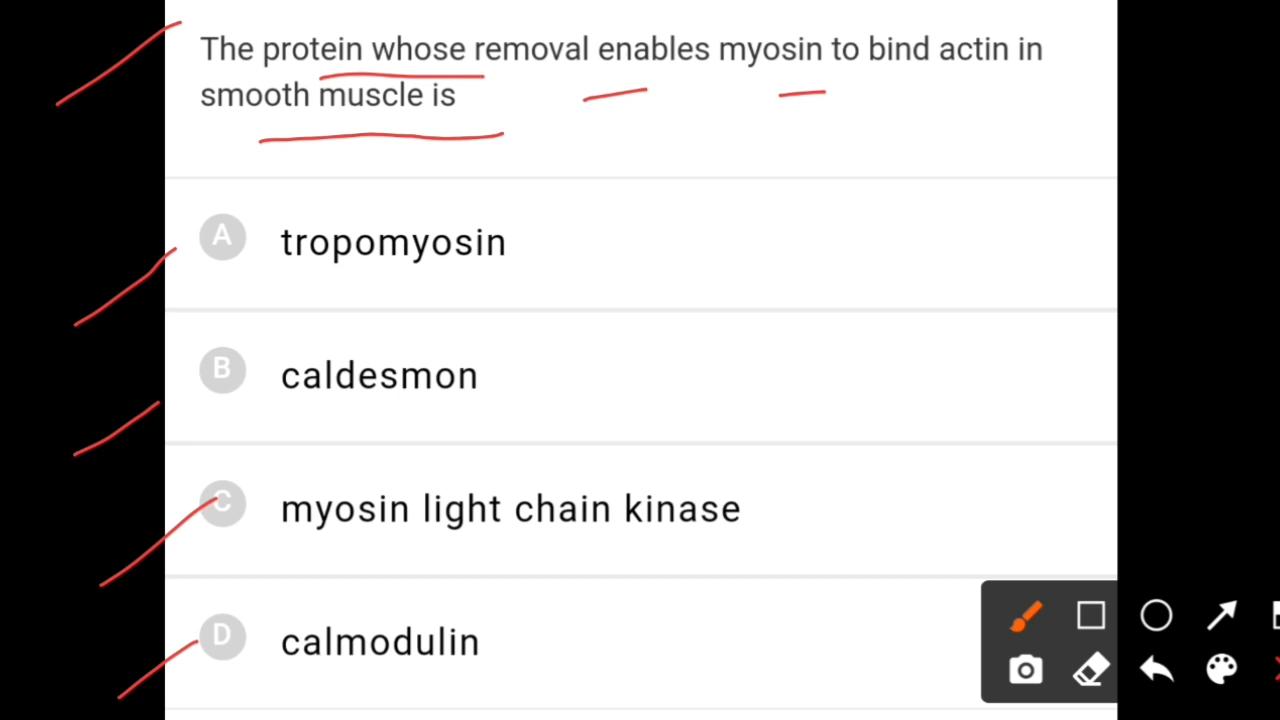 The protein whose removal enables myosin to bind actin in
smooth muscle is
A tropomyosin
B caldesmon
C myosin light chain kinase
D calmodulin